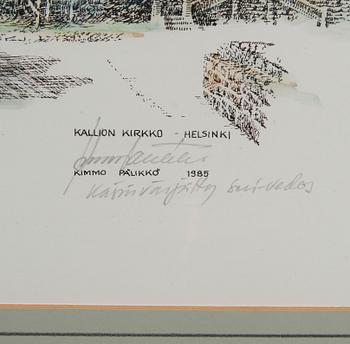 KALLION KIRKKO - HELSINKI
KIMMO PÄLIKKÖ 1985
Käsinväritetty